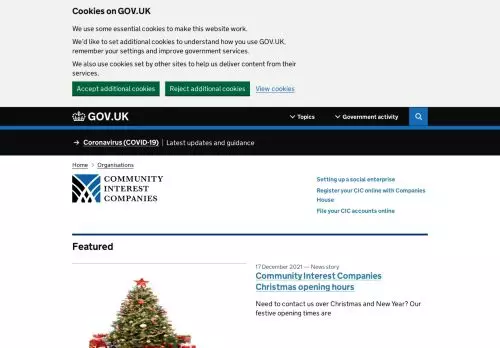 Cookies on GOV.UK
We use some essential cookies to make this website work.
We'd like to set additional cookies to understand how you use GOV.UK,
remember your settings and improve government services.
We also use cookies set by other sites to help us deliver content from their
services.
Accept additional cookies Reject additional cookies View cookies
GOV.UK Topics Government activity
→ Coronavirus (COVID-19) Latest updates and guidance
Home > Organisations
COMMUNITY
INTEREST
COMPANIES
Setting up a social enterprise
Register your CIC online with Companies
House
File your CIC accounts online
Featured
17 December 2021 — News story
Community Interest Companies
Christmas opening hours
Need to contact us over Christmas and New Year? Our
festive opening times are